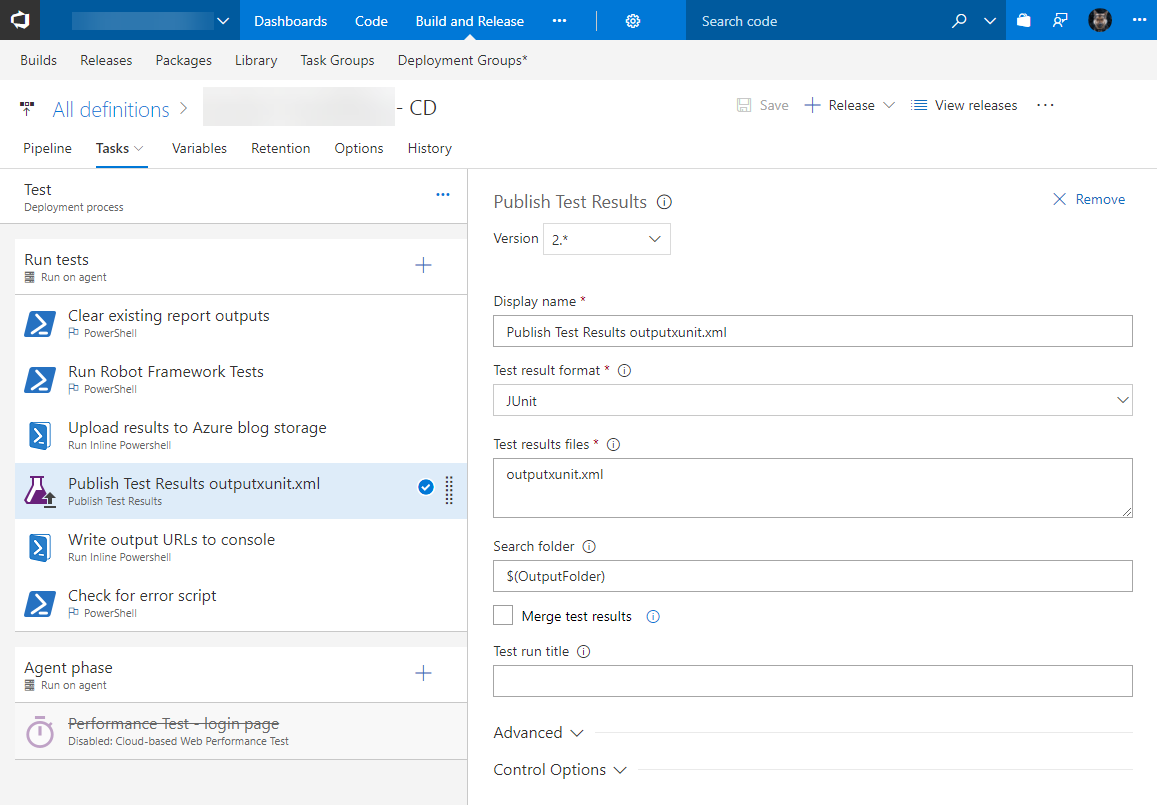 Dashboards Code Build and Release ··· Search code ···
Builds Releases Packages Library Task Groups Deployment Groups*
All definitions > - CD
Save Release View releases ···
Pipeline Tasks Variables Retention Options History
Test
Deployment process
···
Run tests
Run on agent
Clear existing report outputs
PowerShell
Run Robot Framework Tests
PowerShell
Upload results to Azure blog storage
Run Inline Powershell
Publish Test Results outputxunit.xml
Publish Test Results
Write output URLs to console
Run Inline Powershell
Check for error script
PowerShell
Agent phase
Run on agent
Performance Test - login page
Disabled: Cloud-based Web Performance Test
Publish Test Results
Remove
Version 2.*
Display name *
Publish Test Results outputxunit.xml
Test result format *
JUnit
Test results files *
outputxunit.xml
Search folder
$(OutputFolder)
Merge test results
Test run title
Advanced
Control Options